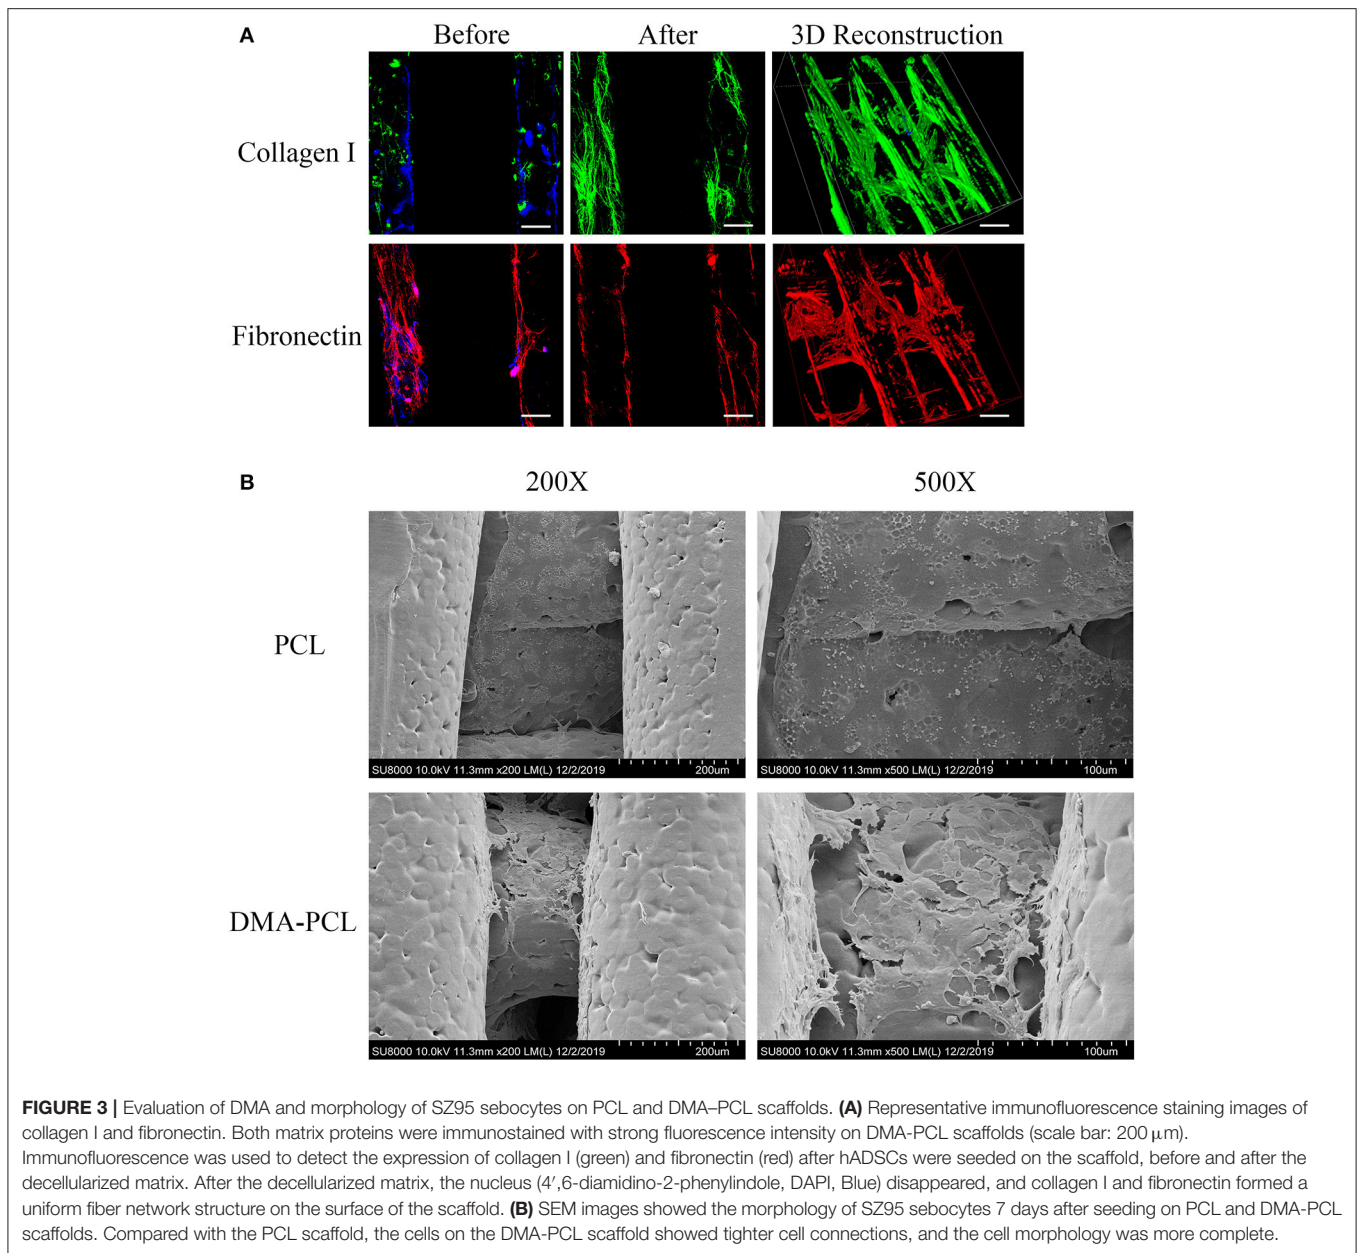 A
Before
After
3D Reconstruction
Collagen I
Fibronectin
B
200X
500X
PCL
SU8000 10.0kV 11.3mm x200 LM(L) 12/2/2019
200um
SU8000 10.0kV 11.3mm x500 LM(L) 12/2/2019
100um
DMA-PCL
SU8000 10.0kV 11.3mm x200 LM(L) 12/2/2019
200um
SU8000 10.0kV 11.3mm x500 LM(L) 12/2/2019
100um
FIGURE 3 | Evaluation of DMA and morphology of SZ95 sebocytes on PCL and DMA–PCL scaffolds. (A) Representative immunofluorescence staining images of
collagen I and fibronectin. Both matrix proteins were immunostained with strong fluorescence intensity on DMA-PCL scaffolds (scale bar: 200 μm).
Immunofluorescence was used to detect the expression of collagen I (green) and fibronectin (red) after hADSCs were seeded on the scaffold, before and after the
decellularized matrix. After the decellularized matrix, the nucleus (4′,6-diamidino-2-phenylindole, DAPI, Blue) disappeared, and collagen I and fibronectin formed a
uniform fiber network structure on the surface of the scaffold. (B) SEM images showed the morphology of SZ95 sebocytes 7 days after seeding on PCL and DMA-PCL
scaffolds. Compared with the PCL scaffold, the cells on the DMA-PCL scaffold showed tighter cell connections, and the cell morphology was more complete.